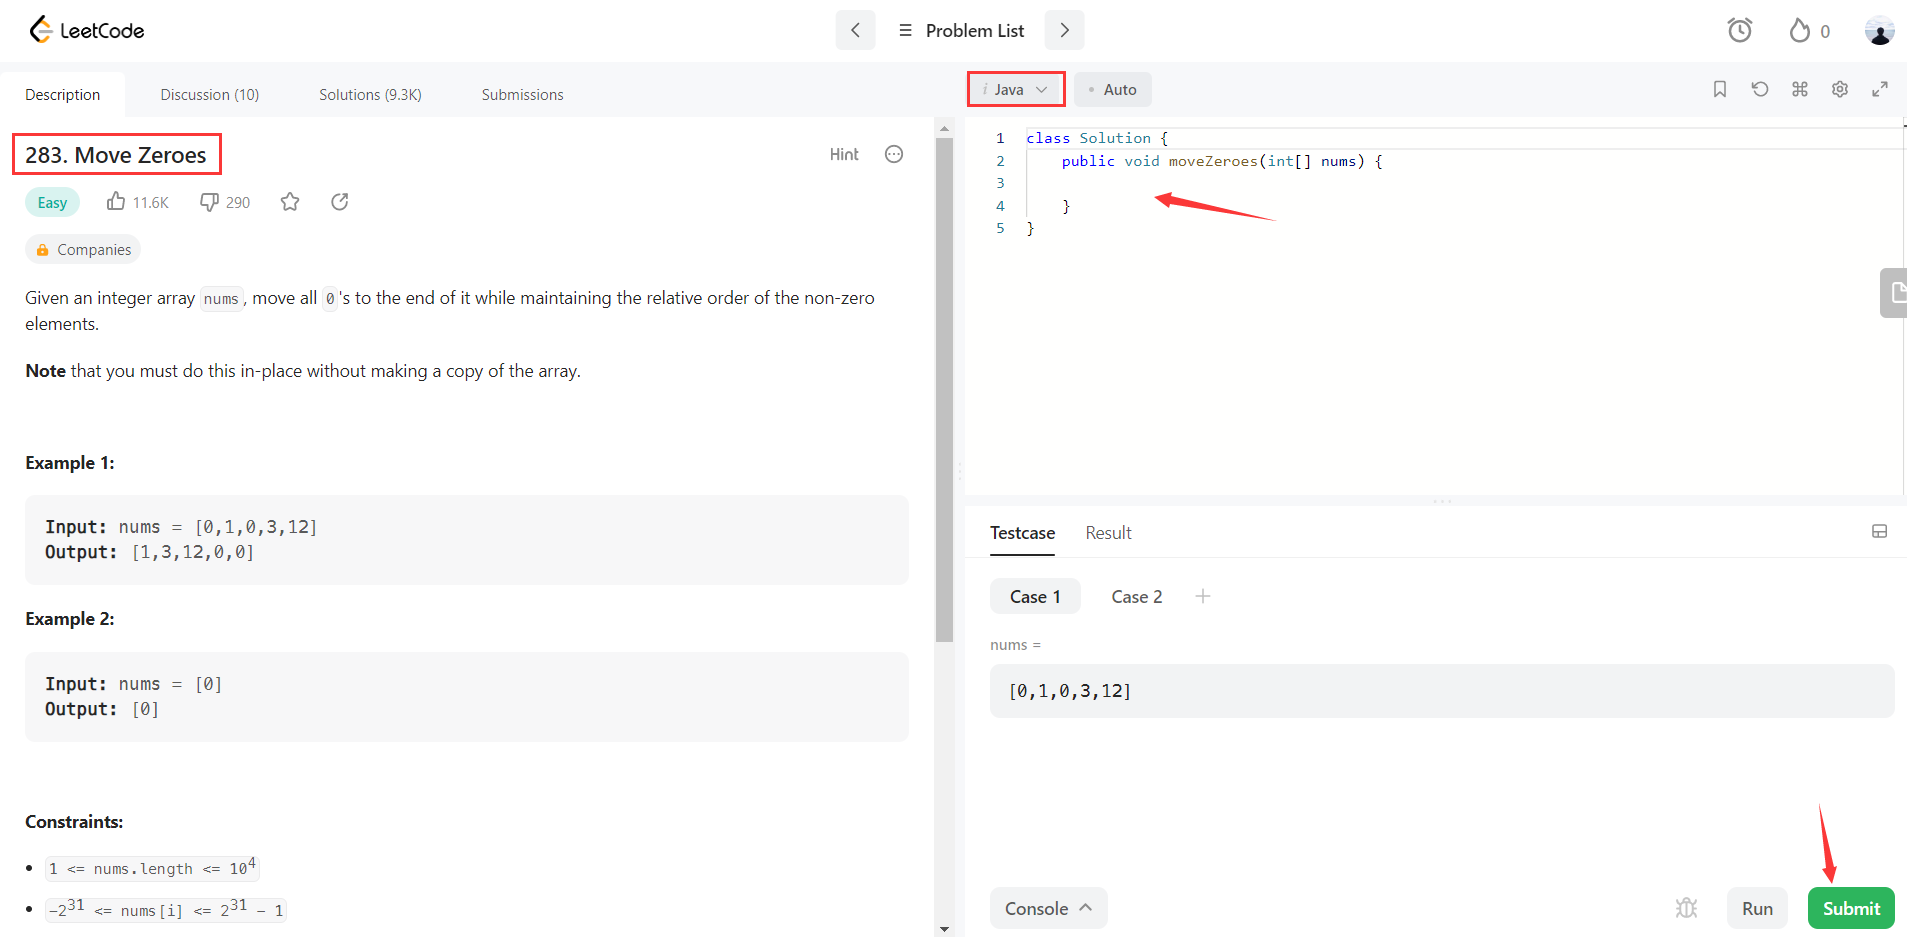 LeetCode
Problem List
0
Description Discussion (10) Solutions (9.3K) Submissions
283. Move Zeroes
Hint
Easy 11.6K 290
Companies
Given an integer array nums, move all 0's to the end of it while maintaining the relative order of the non-zero
elements.
Note that you must do this in-place without making a copy of the array.
Example 1:
Input: nums = [0,1,0,3,12]
Output: [1,3,12,0,0]
Example 2:
Input: nums = [0]
Output: [0]
Constraints:
• 1 <= nums.length <= 10⁴
• -2³¹ <= nums[i] <= 2³¹ - 1
i Java • Auto
1 class Solution {
2     public void moveZeroes(int[] nums) {
3
4     }
5 }
Testcase Result
Case 1 Case 2 +
nums =
[0,1,0,3,12]
Console Run Submit